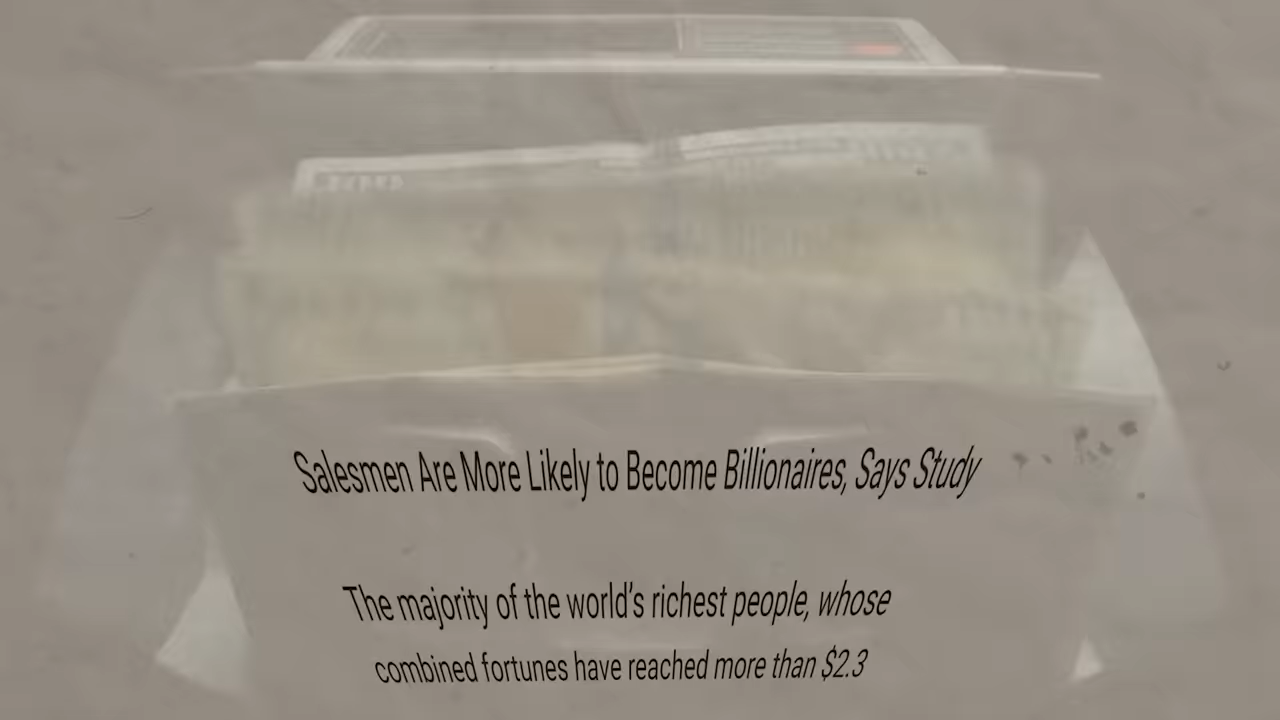 Salesmen Are More Likely to Become Billionaires, Says Study
The majority of the world's richest people, whose
combined fortunes have reached more than $2.3